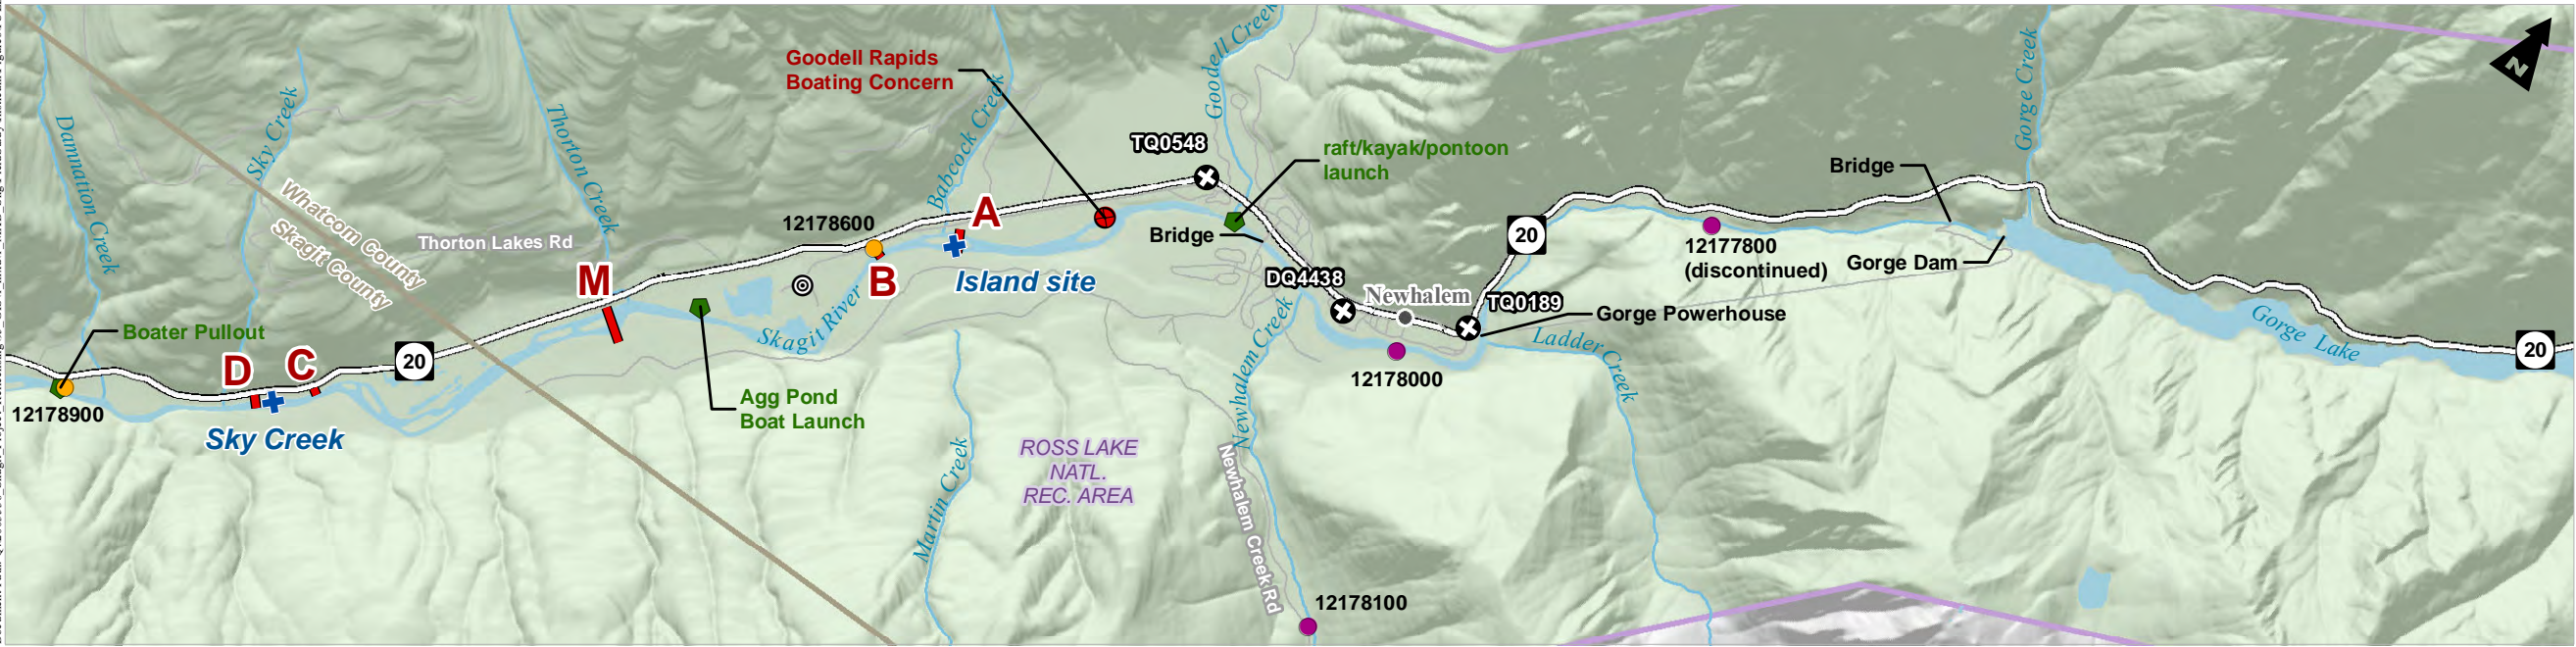 Goodell Rapids
Boating Concern
Goodell Creek
Gorge Creek
N
Damnation Creek
Sky Creek
Thorton Creek
Babcock Creek
TQ0548
raft/kayak/pontoon
launch
Bridge
Whatcom County
Skagit County
Thorton Lakes Rd
12178600
A
Bridge
20
12177800
(discontinued)
Gorge Dam
M
B
Island site
DQ4438
Newhalem
TQ0189
Gorge Powerhouse
Skagit River
Boater Pullout
D
C
20
Newhalem Creek
Ladder Creek
Gorge Lake
20
12178900
12178000
Agg Pond
Boat Launch
Sky Creek
Martin Creek
ROSS LAKE
NATL.
REC. AREA
Newhalem Creek Rd
12178100